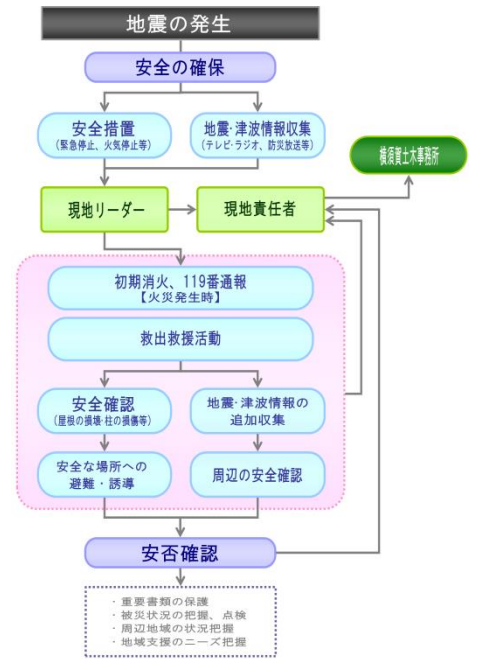 地震の発生
安全の確保
安全措置
(緊急停止、火気停止等)
地震・津波情報収集
(テレビ・ラジオ、防災放送等)
横須賀土木事務所
現地リーダー
現地責任者
初期消火、119番通報
【火災発生時】
救出救援活動
安全確認
(屋根の損壊・柱の損傷等)
地震・津波情報の
追加収集
安全な場所への
避難・誘導
周辺の安全確認
安否確認
・重要書類の保護
・被災状況の把握、点検
・周辺地域の状況把握
・地域支援のニーズ把握